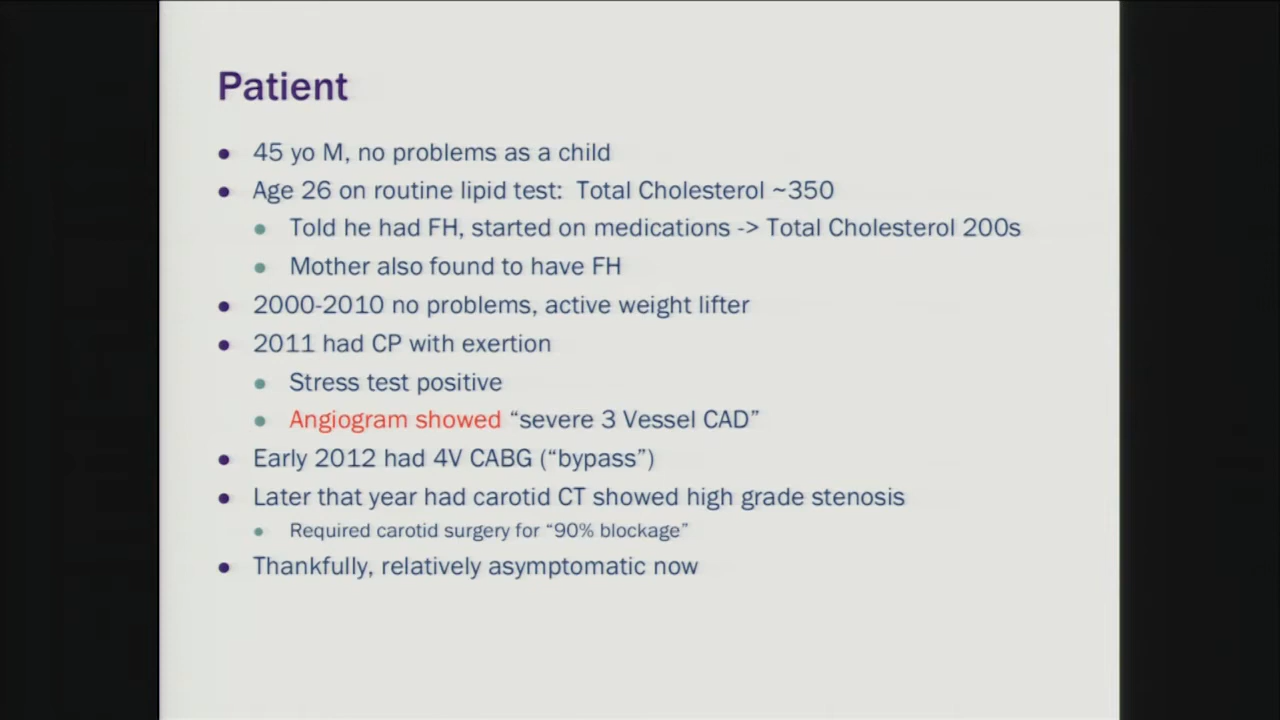 Patient
45 yo M, no problems as a child
Age 26 on routine lipid test: Total Cholesterol ~350
Told he had FH, started on medications -> Total Cholesterol 200s
Mother also found to have FH
2000-2010 no problems, active weight lifter
2011 had CP with exertion
Stress test positive
Angiogram showed “severe 3 Vessel CAD”
Early 2012 had 4V CABG (“bypass”)
Later that year had carotid CT showed high grade stenosis
Required carotid surgery for “90% blockage”
Thankfully, relatively asymptomatic now